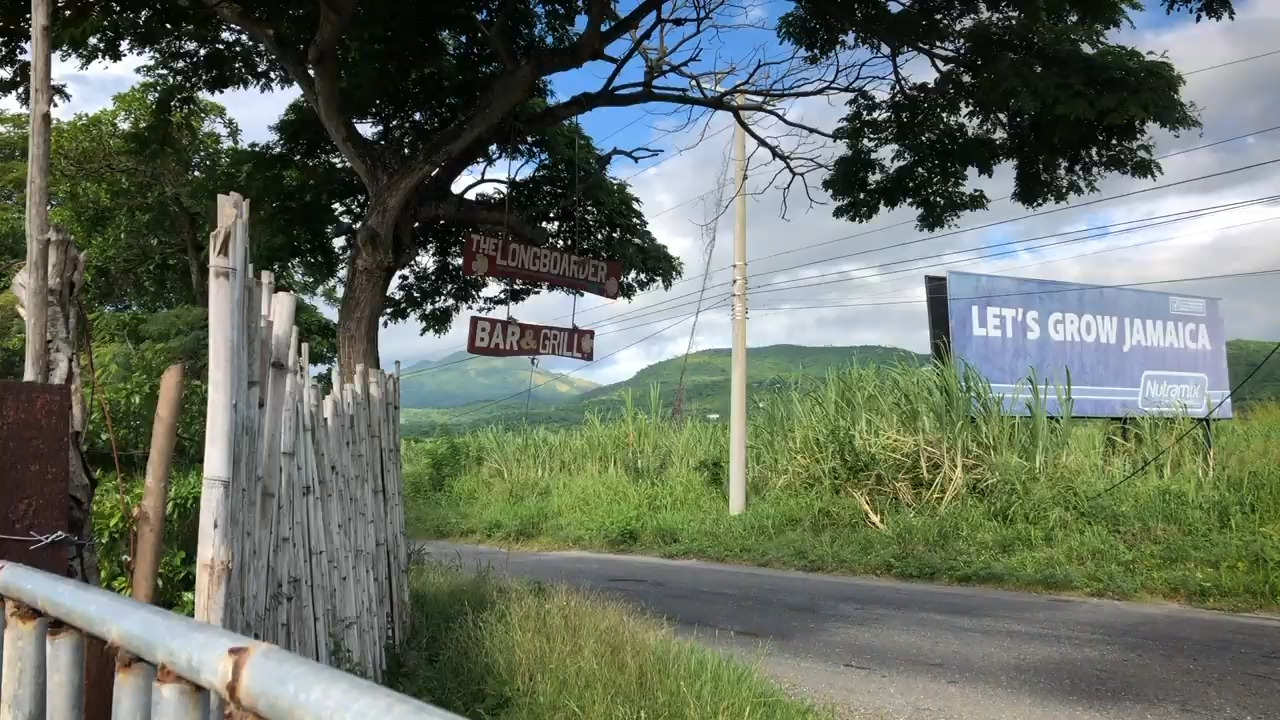 THE LONGBOARDER
BAR & GRILL
LET'S GROW JAMAICA
Nutramix